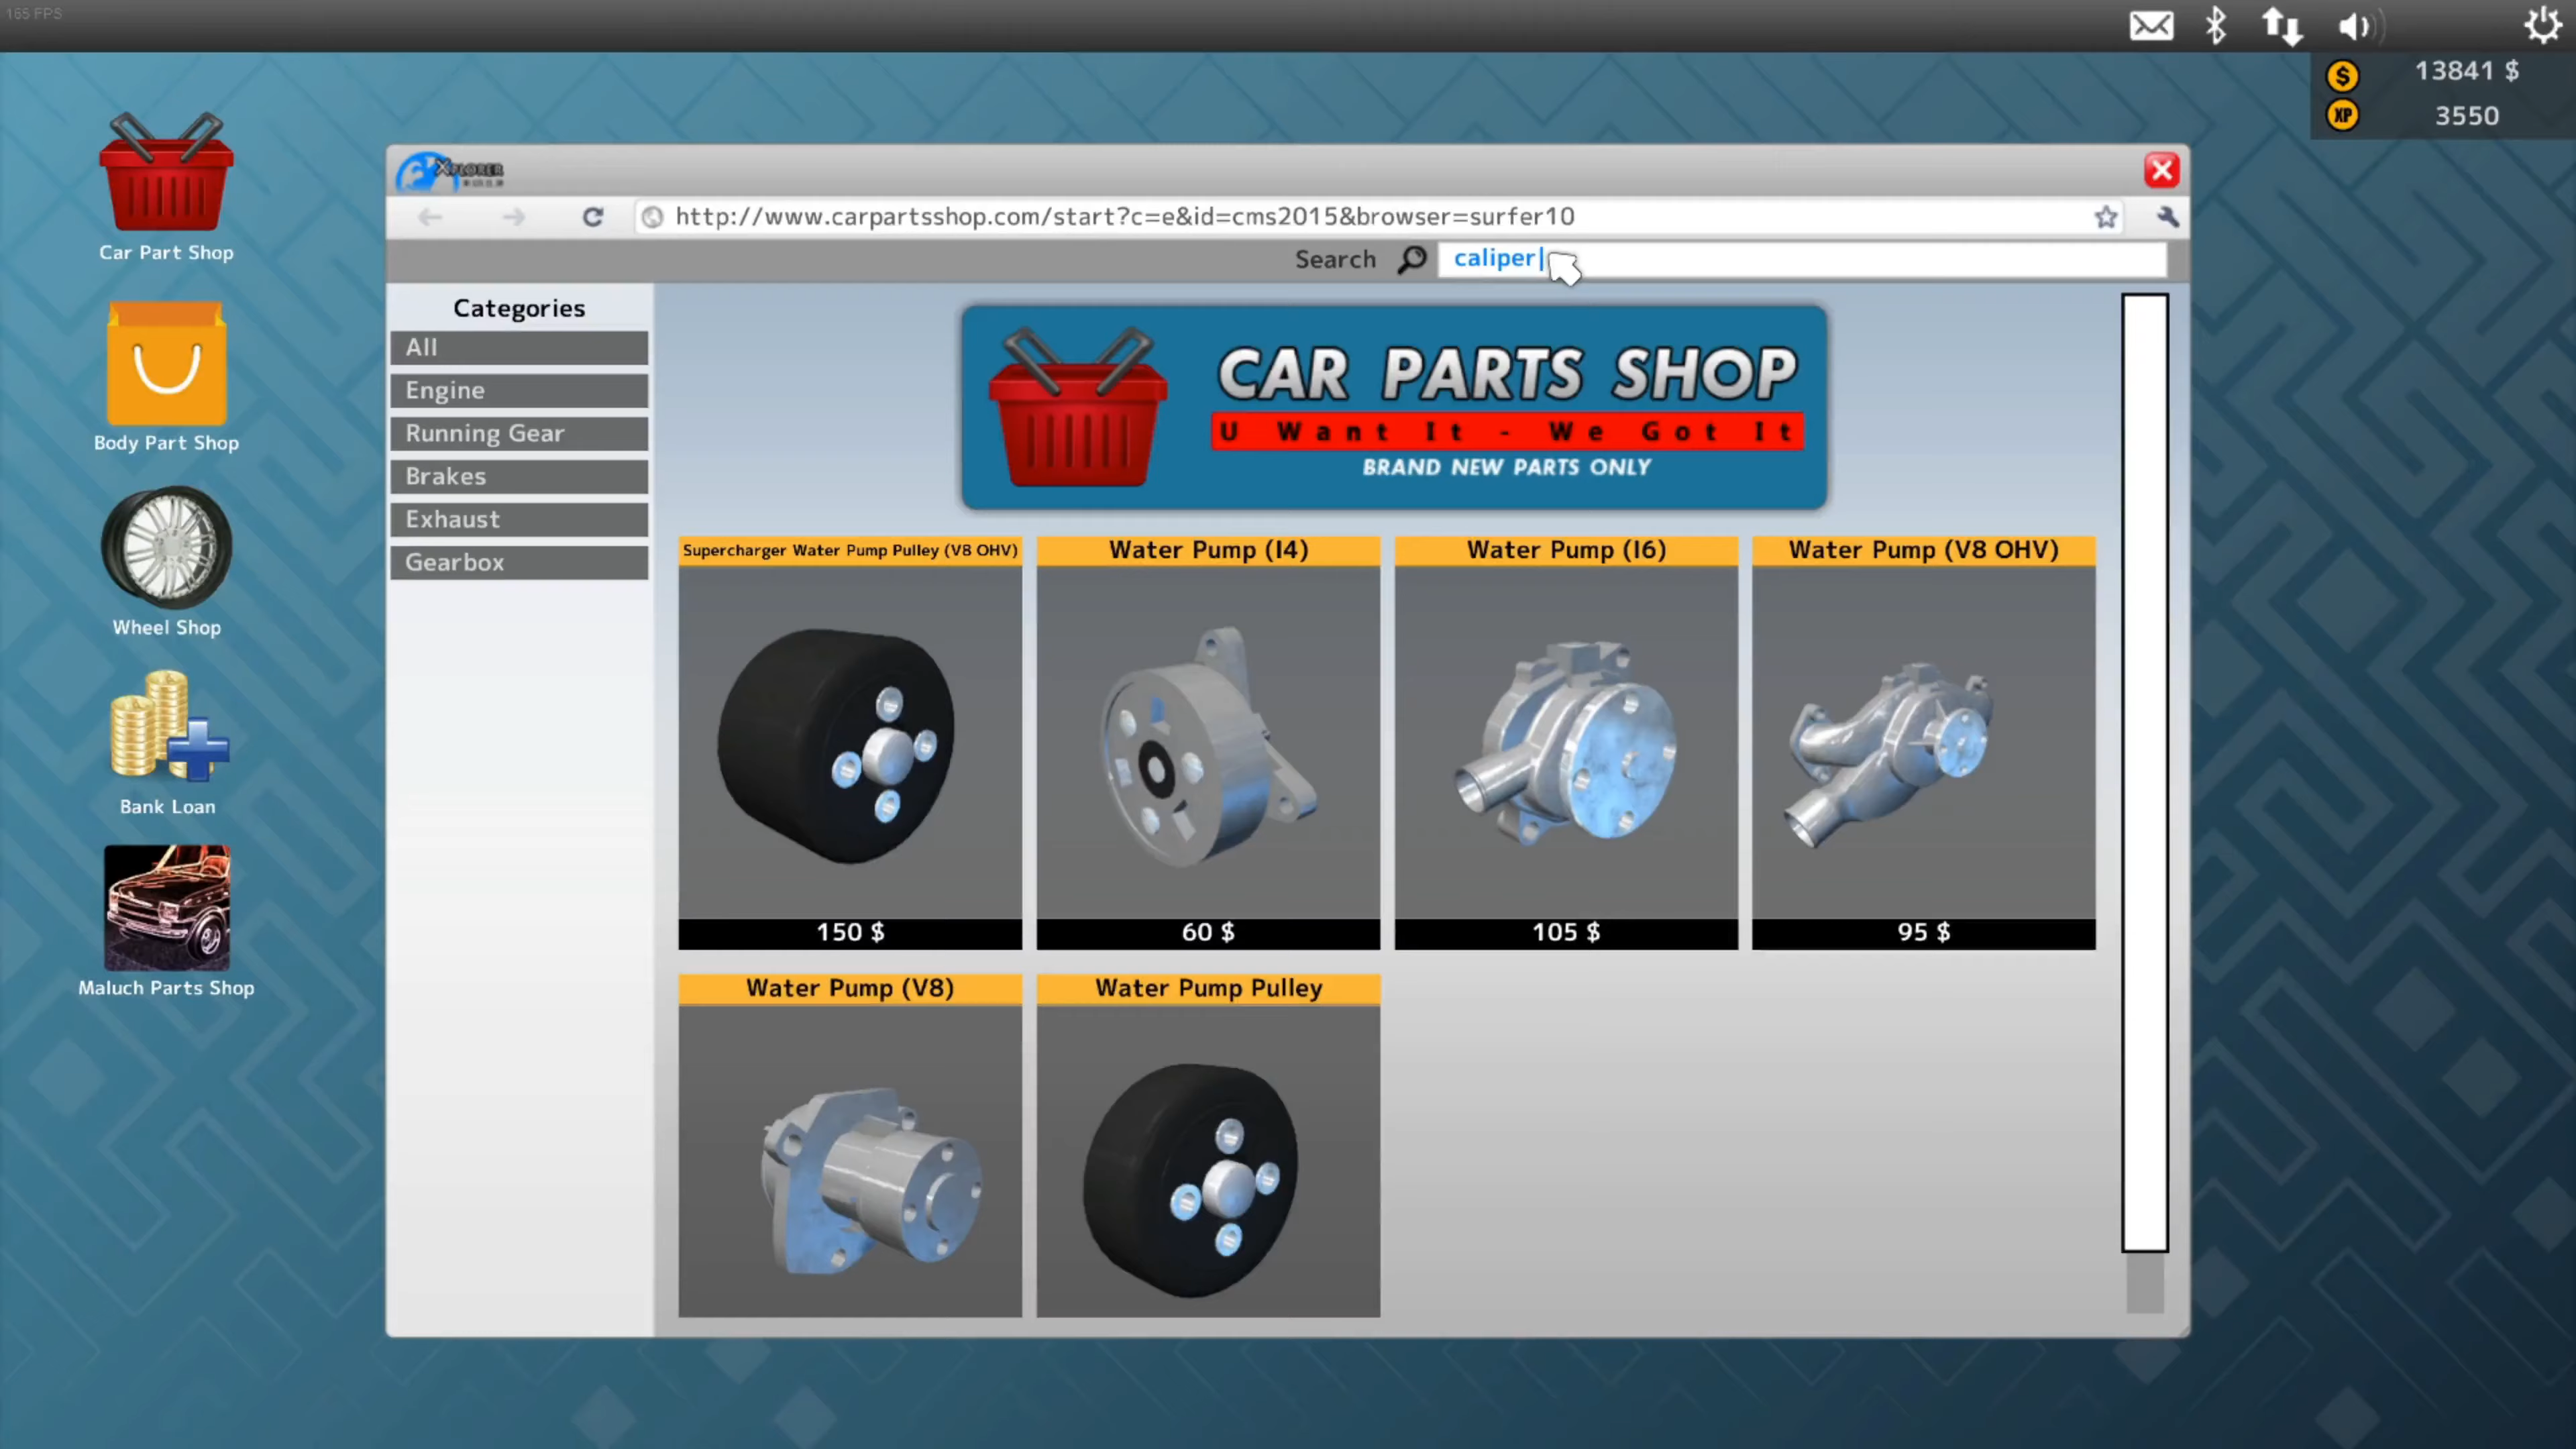 165 FPS
13841 $
XP 3550
Car Part Shop
Body Part Shop
Wheel Shop
Bank Loan
Maluch Parts Shop
XPLORER
http://www.carpartsshop.com/start?c=e&id=cms2015&browser=surfer10
Search caliper
Categories
All
Engine
Running Gear
Brakes
Exhaust
Gearbox
CAR PARTS SHOP
U Want It - We Got It
BRAND NEW PARTS ONLY
Supercharger Water Pump Pulley (V8 OHV)
150 $
Water Pump (I4)
60 $
Water Pump (I6)
105 $
Water Pump (V8 OHV)
95 $
Water Pump (V8)
Water Pump Pulley